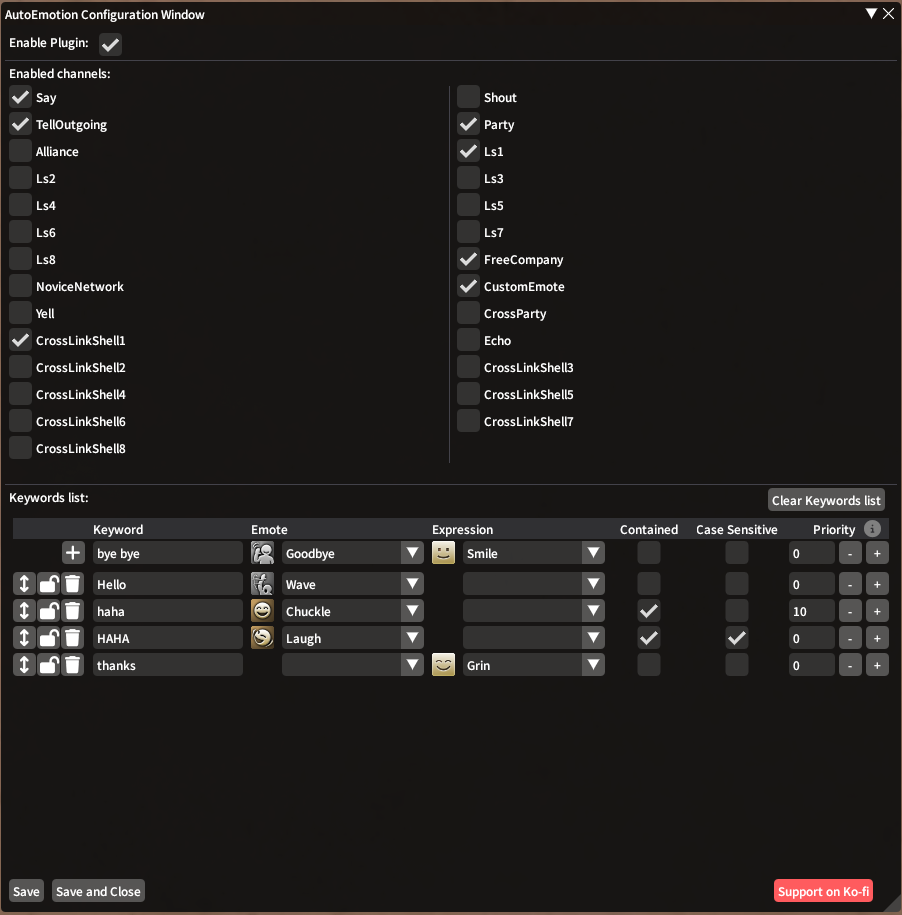 AutoEmotion Configuration Window
Enable Plugin:
Enabled channels:
Say
Shout
TellOutgoing
Party
Alliance
Ls1
Ls2
Ls3
Ls4
Ls5
Ls6
Ls7
Ls8
FreeCompany
NoviceNetwork
CustomEmote
Yell
CrossParty
CrossLinkShell1
Echo
CrossLinkShell2
CrossLinkShell3
CrossLinkShell4
CrossLinkShell5
CrossLinkShell6
CrossLinkShell7
CrossLinkShell8
Keywords list:
Clear Keywords list
Keyword Emote Expression Contained Case Sensitive Priority i
+ bye bye Goodbye Smile 0 - +
Hello Wave 0 - +
haha Chuckle 10 - +
HAHA Laugh 0 - +
thanks Grin 0 - +
Save Save and Close Support on Ko-fi